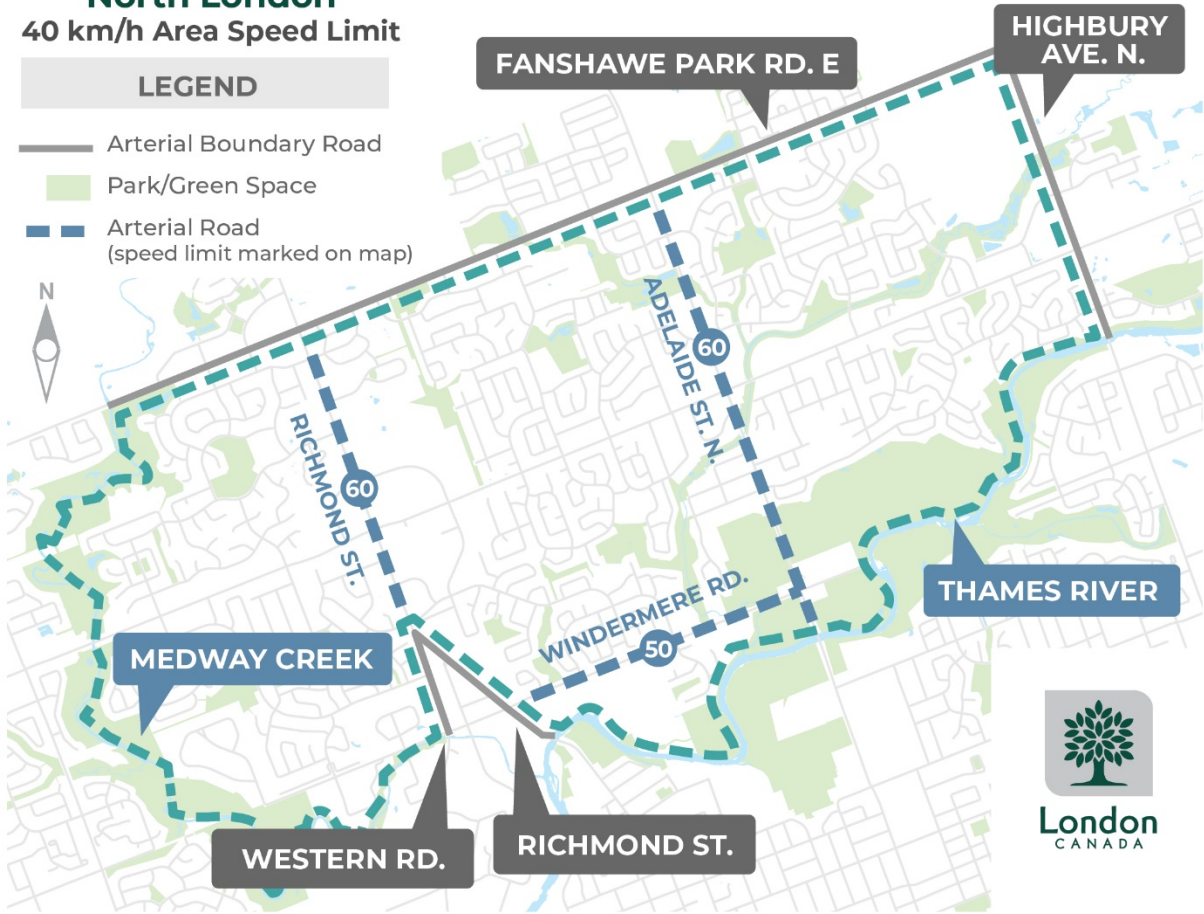 North London
40 km/h Area Speed Limit
LEGEND
Arterial Boundary Road
Park/Green Space
Arterial Road
(speed limit marked on map)
N
FANSHAWE PARK RD. E
HIGHBURY
AVE. N.
ADELAIDE ST. N.
60
RICHMOND ST.
60
WINDERMERE RD.
50
THAMES RIVER
MEDWAY CREEK
WESTERN RD.
RICHMOND ST.
London
CANADA